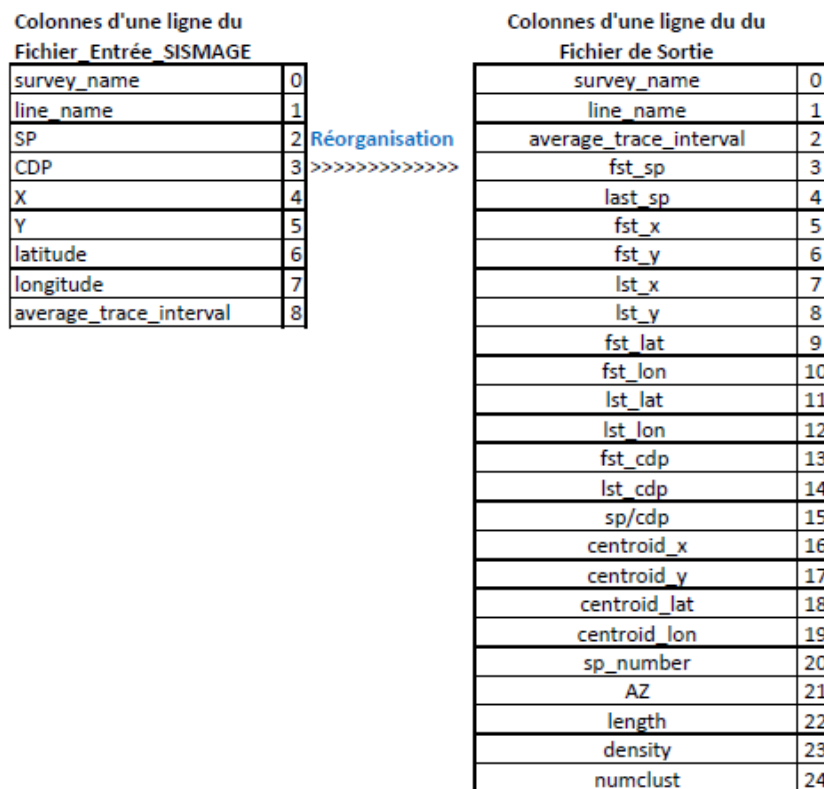 Colonnes d'une ligne du
Fichier_Entrée_SISMAGE
survey_name 0
line_name 1
SP 2
CDP 3
X 4
Y 5
latitude 6
longitude 7
average_trace_interval 8
Réorganisation
>>>>>>>>>>>>>
Colonnes d'une ligne du du
Fichier de Sortie
survey_name 0
line_name 1
average_trace_interval 2
fst_sp 3
last_sp 4
fst_x 5
fst_y 6
lst_x 7
lst_y 8
fst_lat 9
fst_lon 10
lst_lat 11
lst_lon 12
fst_cdp 13
lst_cdp 14
sp/cdp 15
centroid_x 16
centroid_y 17
centroid_lat 18
centroid_lon 19
sp_number 20
AZ 21
length 22
density 23
numclust 24